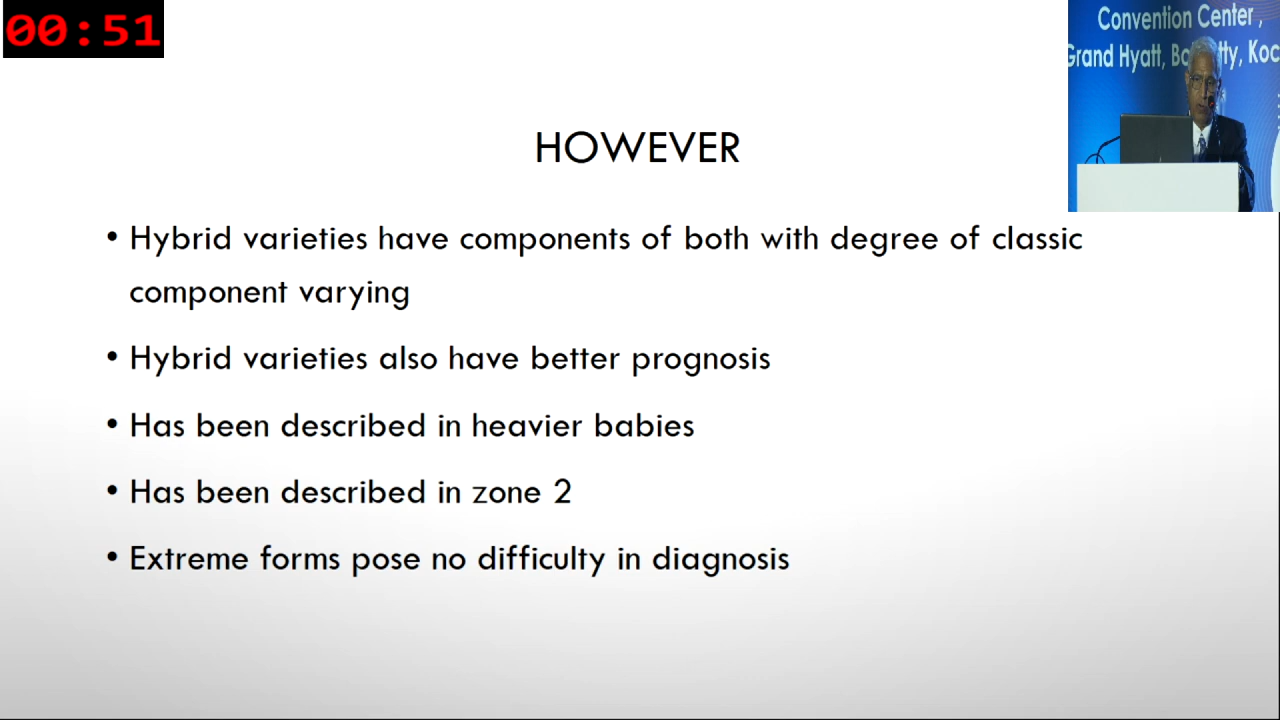 00:51
Convention Center,
Grand Hyatt,
HOWEVER
• Hybrid varieties have components of both with degree of classic
component varying
• Hybrid varieties also have better prognosis
• Has been described in heavier babies
• Has been described in zone 2
• Extreme forms pose no difficulty in diagnosis